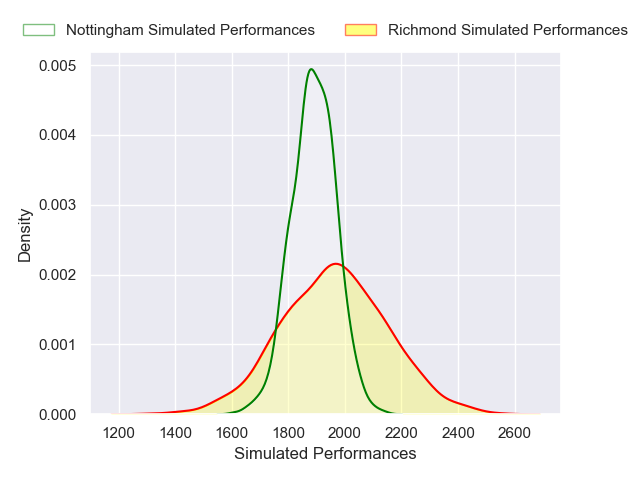 Nottingham Simulated Performances Richmond Simulated Performances
0.005
0.004
0.003
0.002
0.001
0.000
Density
1200 1400 1600 1800 2000 2200 2400 2600
Simulated Performances